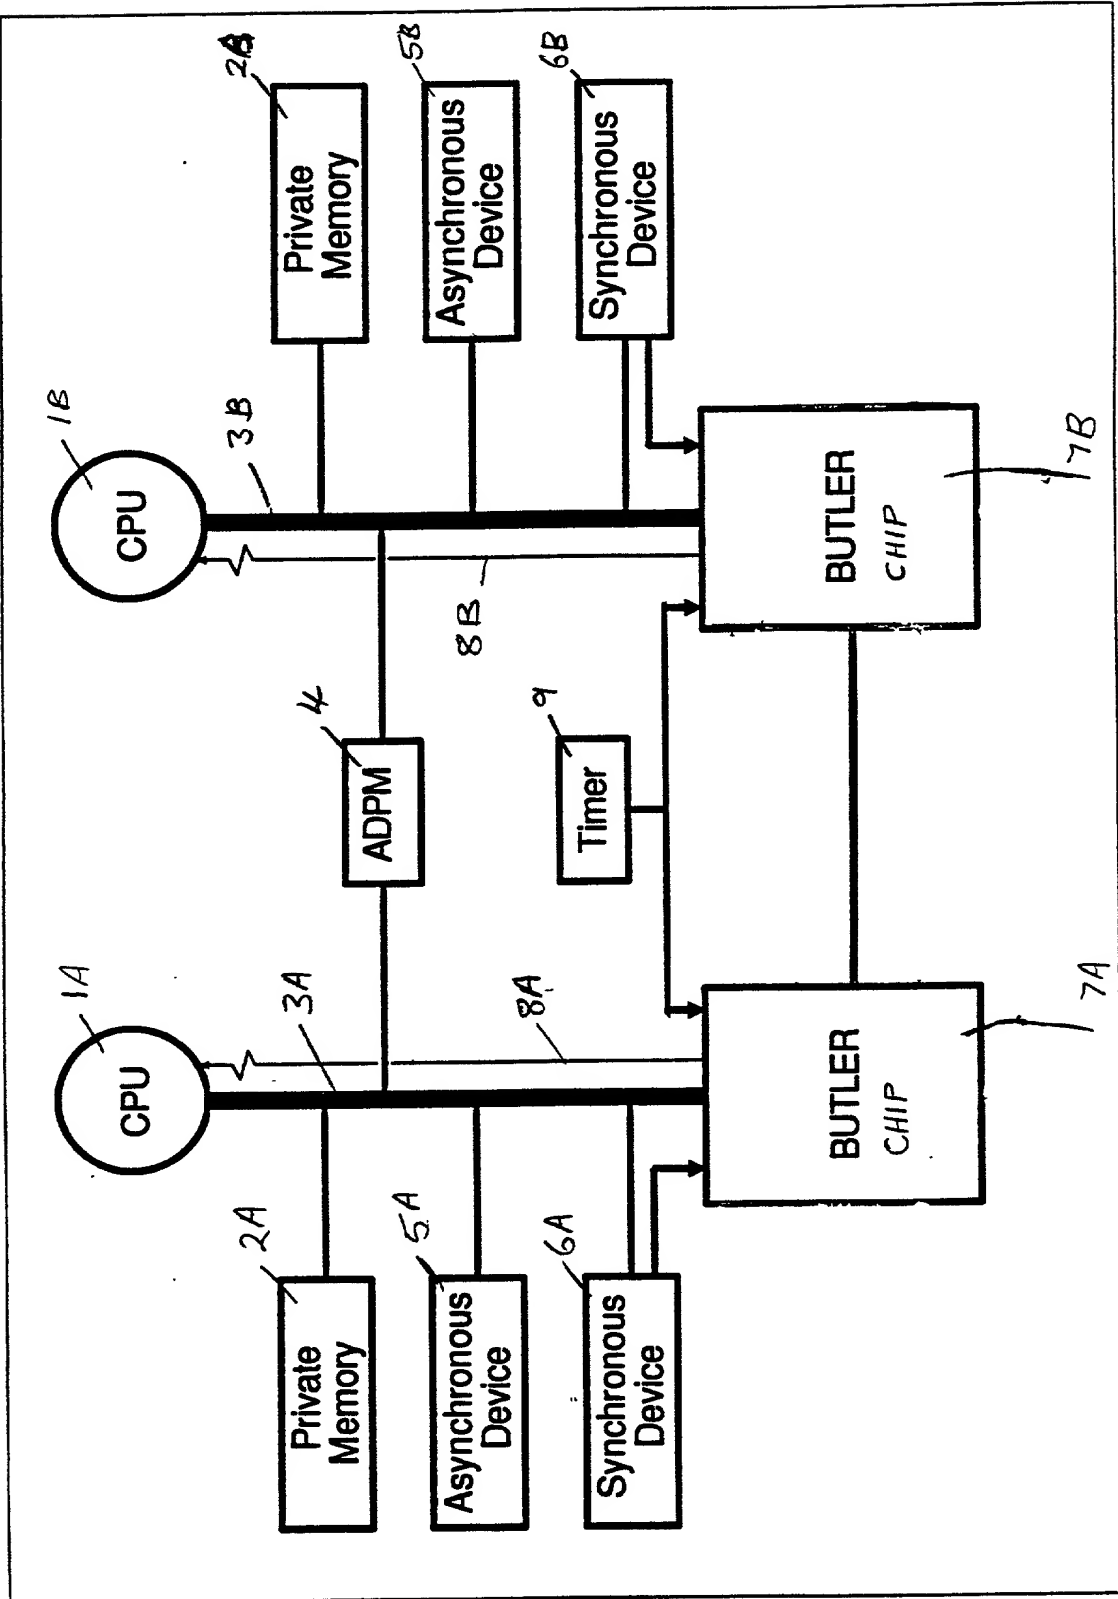 1A
1B
CPU
CPU
2A
3A
3B
Private
Memory
4
ADPM
Private
Memory
5A
5B
Asynchronous
Device
Asynchronous
Device
8A
8B
9
Timer
6A
6B
Synchronous
Device
Synchronous
Device
BUTLER
CHIP
BUTLER
CHIP
7A
7B